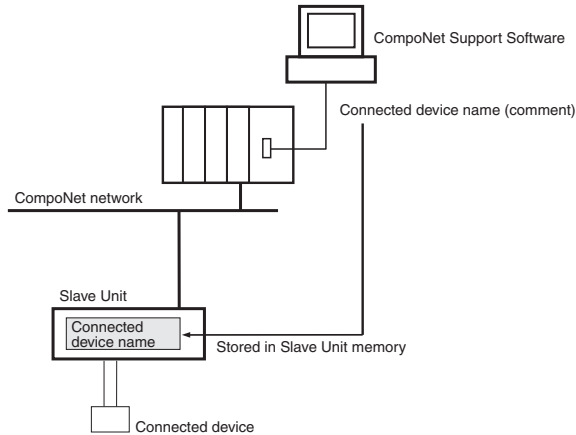 CompoNet Support Software
Connected device name (comment)
CompoNet network
Slave Unit
Connected
device name
Stored in Slave Unit memory
Connected device